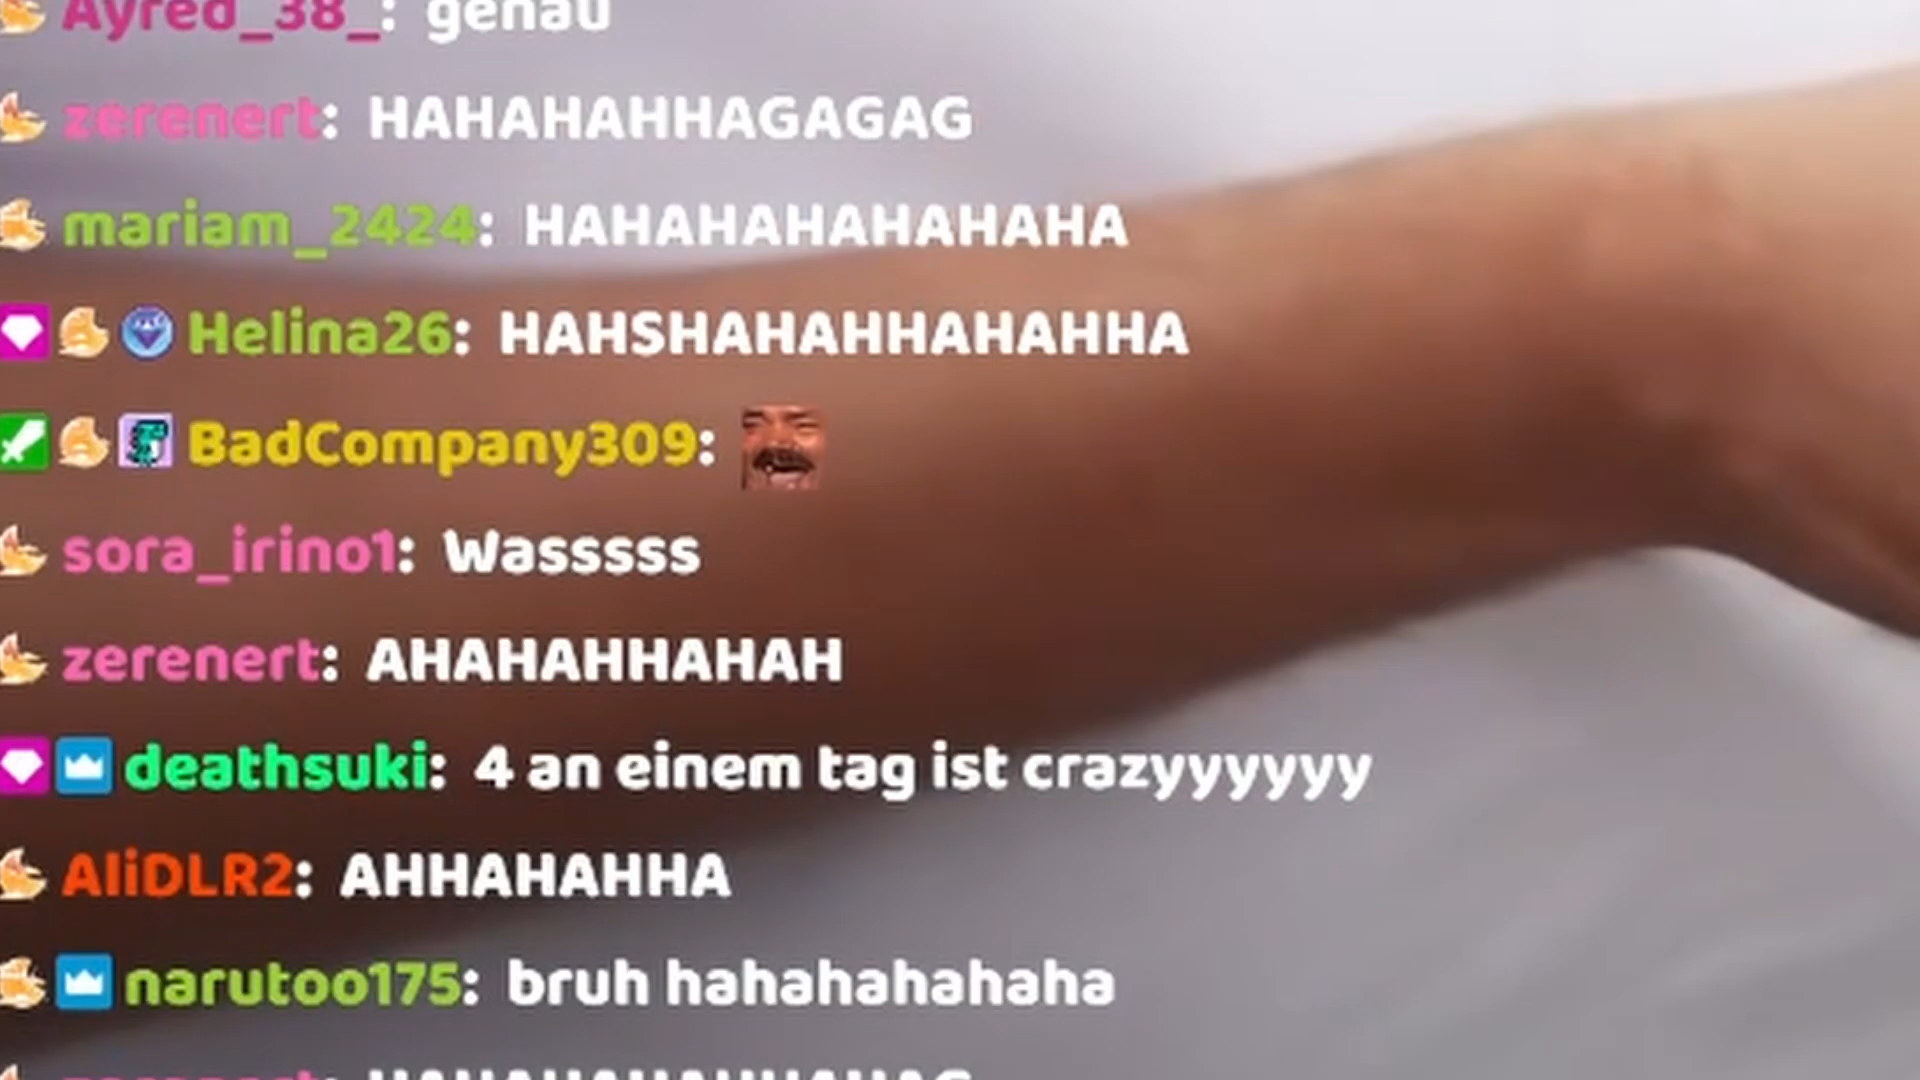 Ayred_38_: genau
zerenert: HAHAHAHHAGAGAG
mariam_2424: HAHAHAHAHAHAHA
Helina26: HAHSHAHAHHAHAHHA
BadCompany309:
sora_irino1: Wasssss
zerenert: AHAHAHHAHAH
deathsuki: 4 an einem tag ist crazyyyyyy
AliDLR2: AHHAHAHHA
narutoo175: bruh hahahahahaha